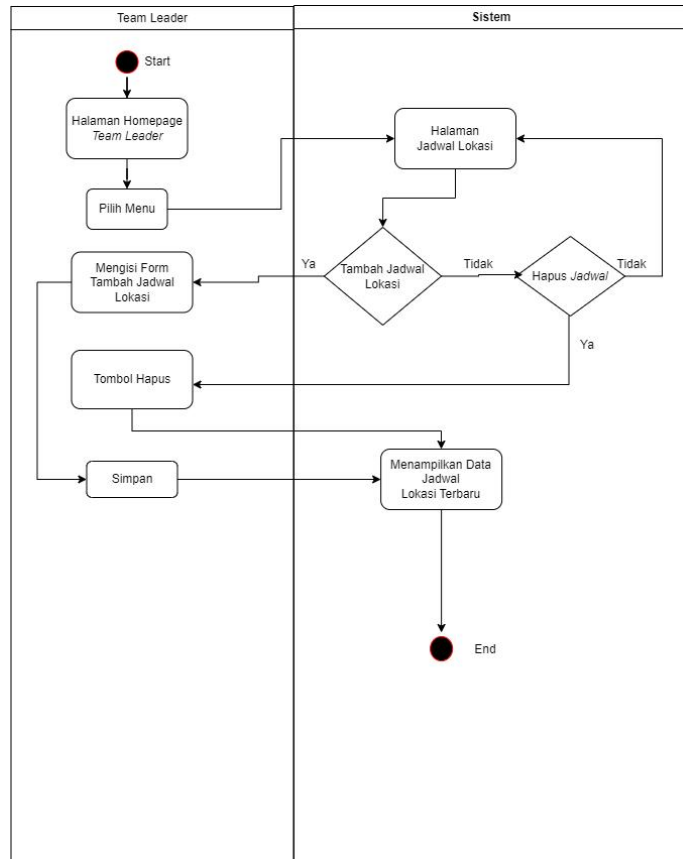 Team Leader
Sistem
Start
Halaman Homepage
Team Leader
Halaman
Jadwal Lokasi
Pilih Menu
Ya
Tambah Jadwal
Lokasi
Tidak
Hapus Jadwal
Tidak
Mengisi Form
Tambah Jadwal
Lokasi
Ya
Tombol Hapus
Simpan
Menampilkan Data
Jadwal
Lokasi Terbaru
End